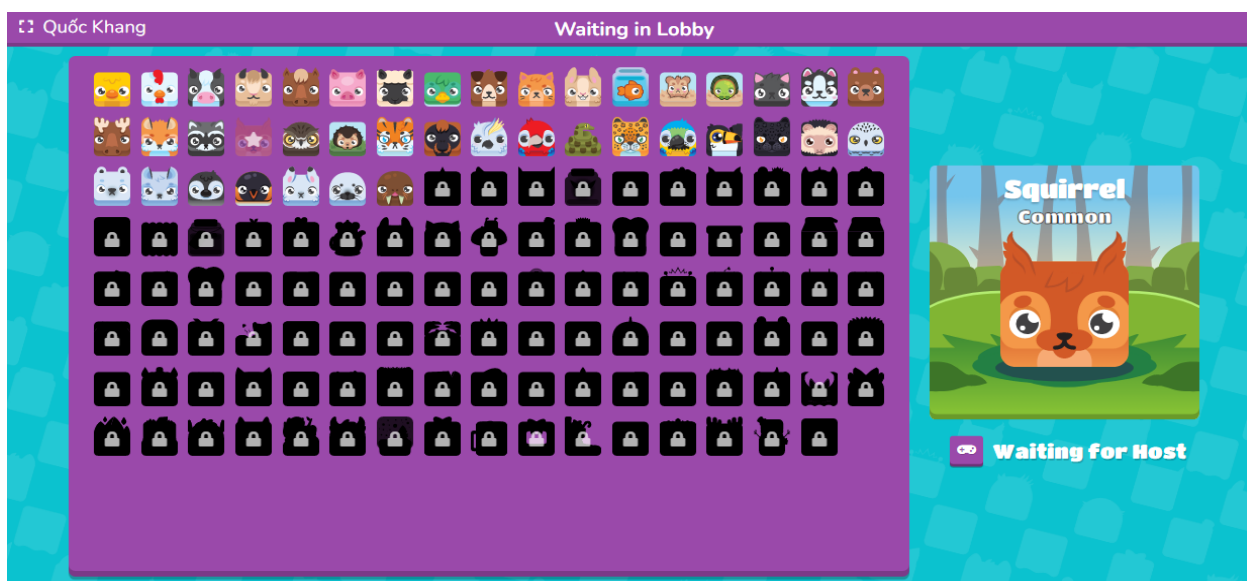 Quốc Khang
Waiting in Lobby
Squirrel
Common
Waiting for Host